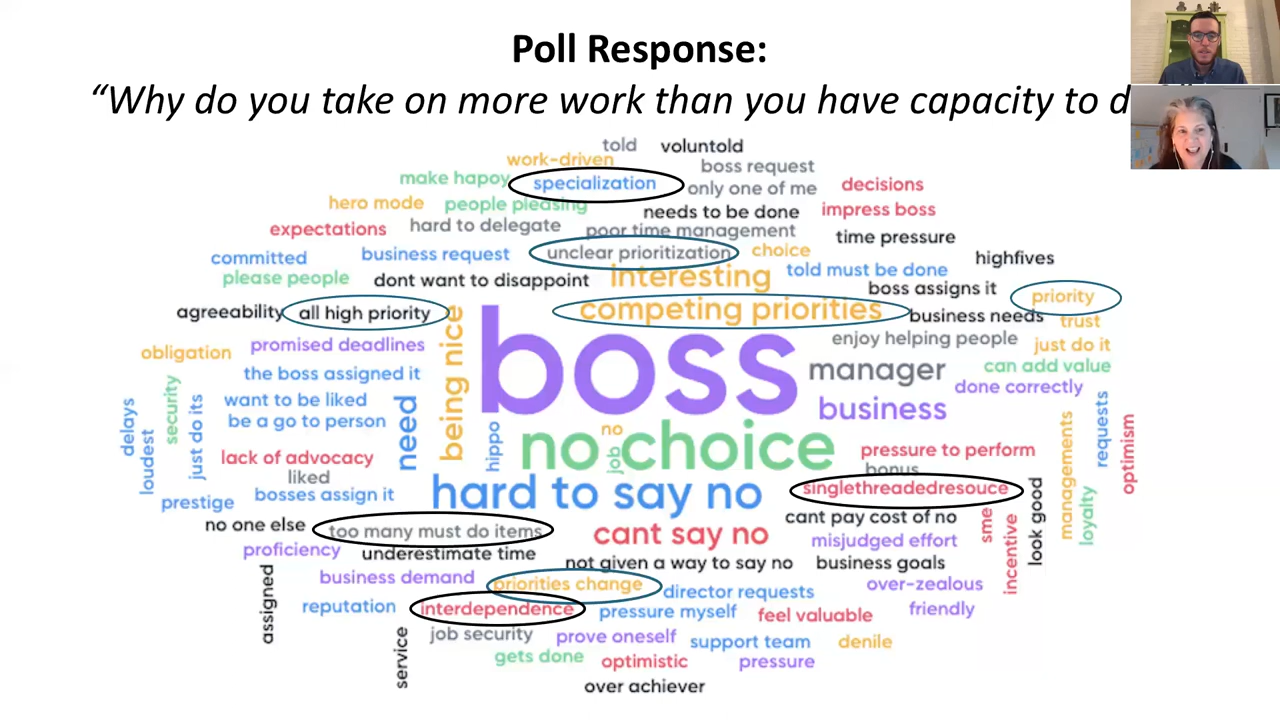 Poll Response:
“Why do you take on more work than you have capacity to d
told voluntold
work-driven boss request
make hapoy specialization only one of me decisions
hero mode people pleasing needs to be done impress boss
expectations hard to delegate poor time management time pressure
committed business request unclear prioritization choice highfives
please people dont want to disappoint interesting told must be done
boss assigns it priority
agreeability all high priority competing priorities business needs trust
being nice boss enjoy helping people just do it
obligation promised deadlines manager can add value
the boss assigned it done correctly
delays security just do its want to be liked need business managements requests optimism
loudest be a go to person hippo no choice no job
lack of advocacy pressure to perform
liked bonus
prestige bosses assign it hard to say no singlethreadedresouce look good loyalty
no one else too many must do items cant say no cant pay cost of no sme incentive
proficiency underestimate time misjudged effort
not given a way to say no business goals
assigned business demand priorities change director requests over-zealous
reputation interdependence pressure myself feel valuable friendly
service job security prove oneself support team denile
gets done optimistic pressure
over achiever